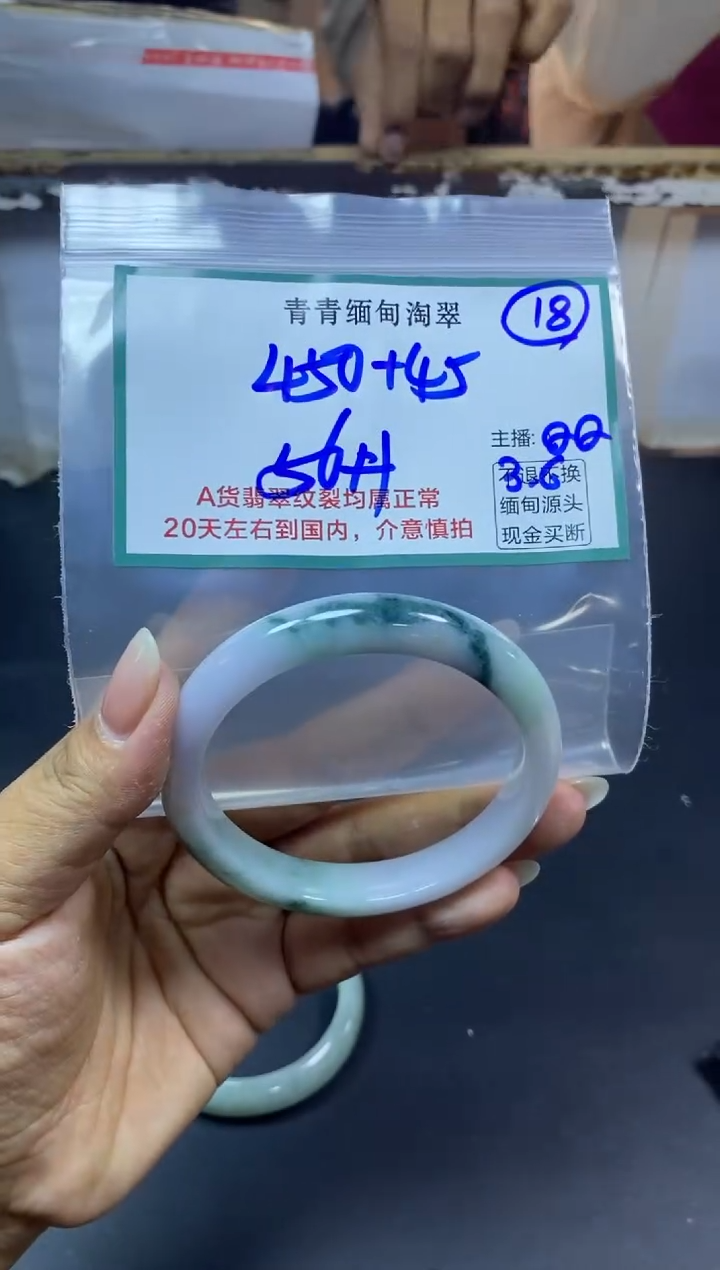 青青缅甸淘翠
18
450+45
主播: QQ
3.6
不退不换
A货翡翠纹裂均属正常
缅甸源头
20天左右到国内，介意慎拍
现金买断